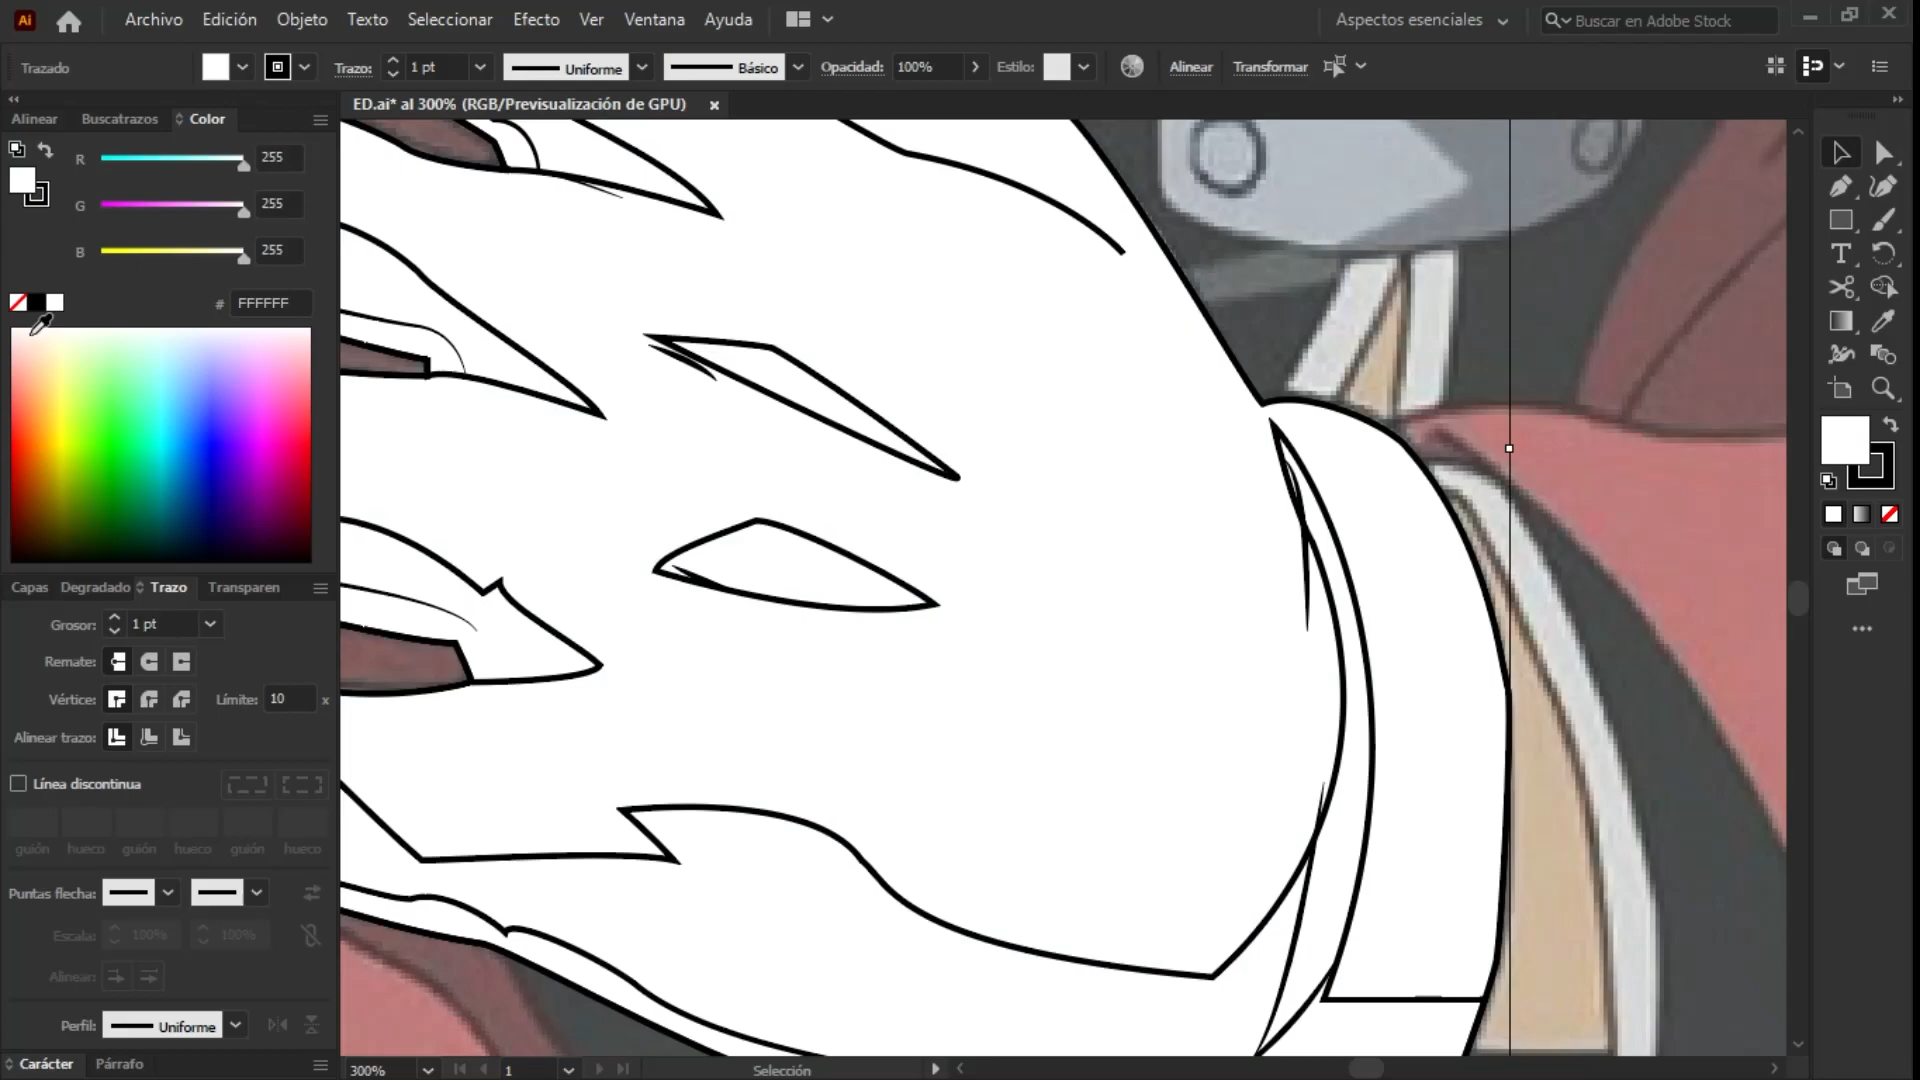 Ai Archivo Edición Objeto Texto Seleccionar Efecto Ver Ventana Ayuda Aspectos esenciales Buscar en Adobe Stock
Trazado Trazo: 1 pt Uniforme Básico Opacidad: 100% Estilo: Alinear Transformar
ED.ai* al 300% (RGB/Previsualización de GPU)
Alinear Buscatrazos Color
R 255
G 255
B 255
# FFFFFF
Capas Degradado Trazo Transparen
Grosor: 1 pt
Remate:
Vértice: Límite: 10 x
Alinear trazo:
Línea discontinua
guión hueco guión hueco guión hueco
Puntas flecha:
Escala: 100% 100%
Alinear:
Perfil: Uniforme
Carácter Párrafo
300% 1 Selección